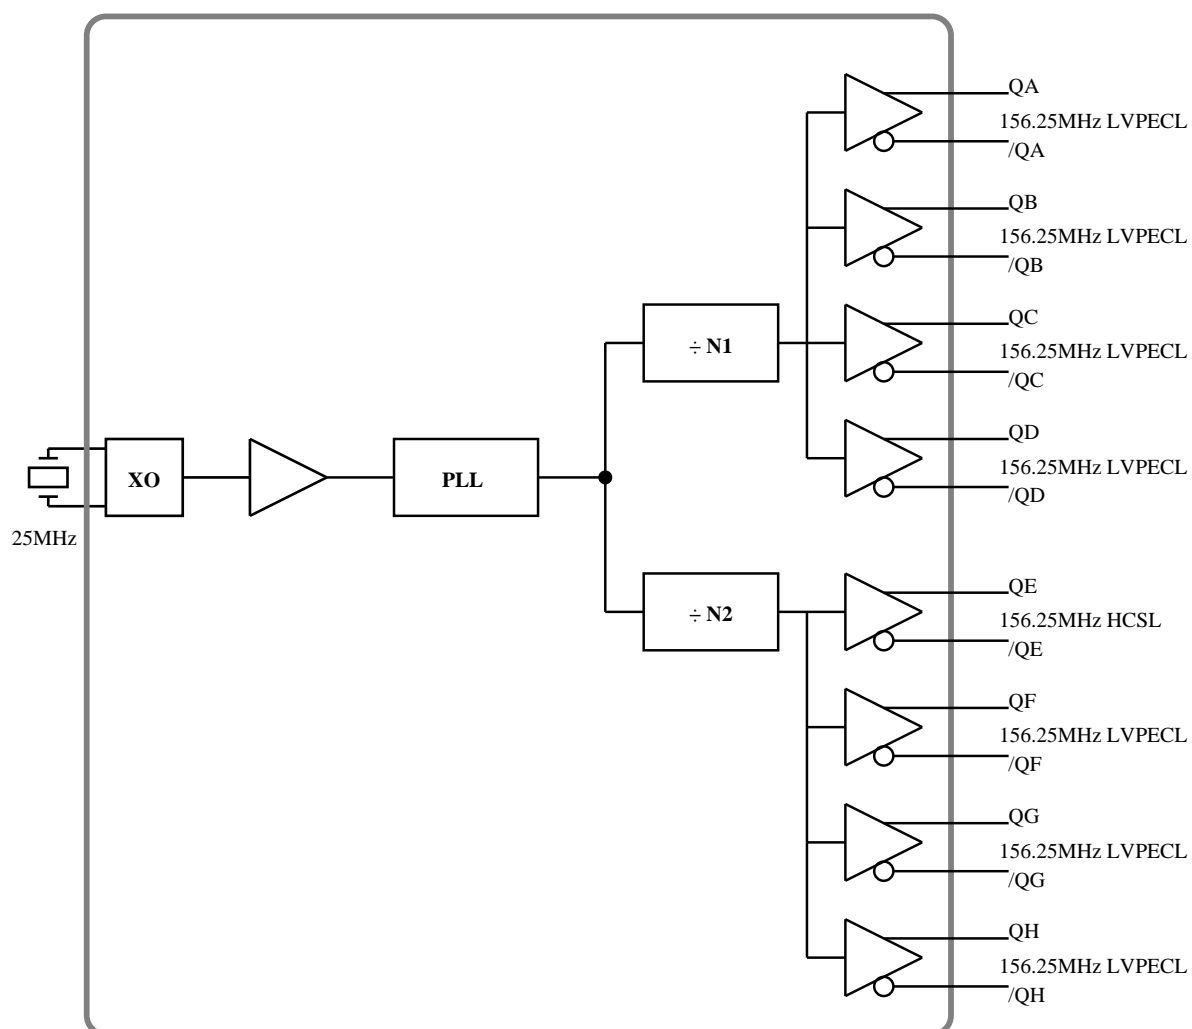 QA
156.25MHz LVPECL
/QA
QB
156.25MHz LVPECL
/QB
QC
156.25MHz LVPECL
/QC
÷ N1
QD
156.25MHz LVPECL
/QD
XO
PLL
25MHz
QE
156.25MHz HCSL
/QE
÷ N2
QF
156.25MHz LVPECL
/QF
QG
156.25MHz LVPECL
/QG
QH
156.25MHz LVPECL
/QH